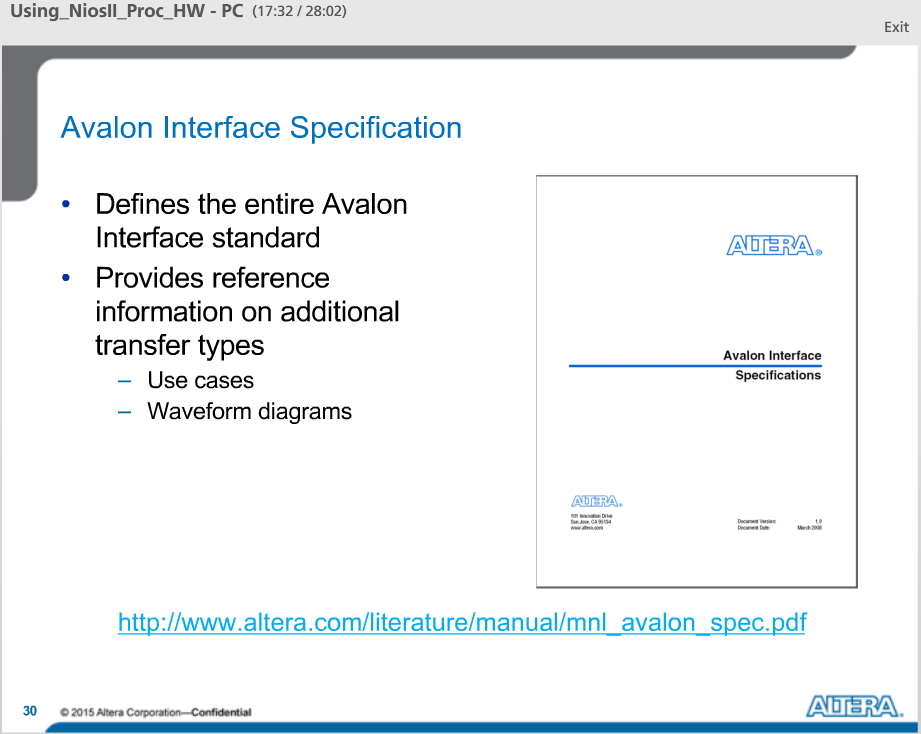 Using_NiosII_Proc_HW - PC (17:32 / 28:02)
Exit
Avalon Interface Specification
• Defines the entire Avalon
Interface standard
• Provides reference
information on additional
transfer types
– Use cases
– Waveform diagrams
ALTERA®
Avalon Interface
Specifications
ALTERA®
101 Innovation Drive
San Jose, CA 95134
www.altera.com
Document Version: 1.0
Document Date: March 2008
http://www.altera.com/literature/manual/mnl_avalon_spec.pdf
30
© 2015 Altera Corporation—Confidential
ALTERA®